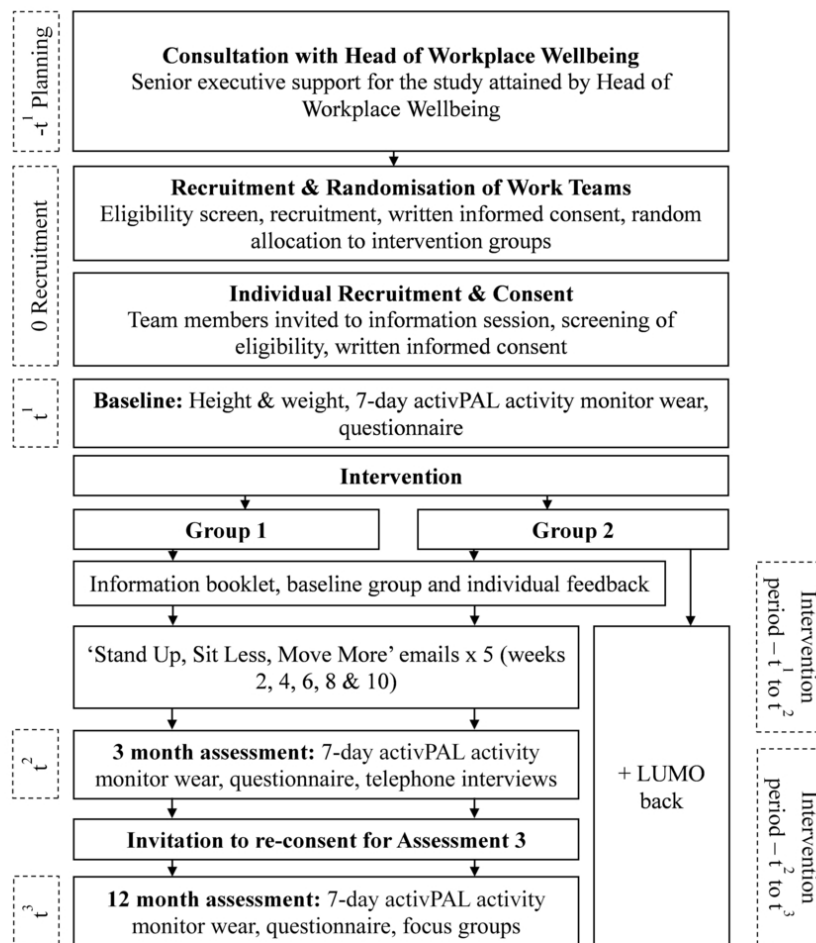 -t¹ Planning
Consultation with Head of Workplace Wellbeing
Senior executive support for the study attained by Head of
Workplace Wellbeing
0 Recruitment
Recruitment & Randomisation of Work Teams
Eligibility screen, recruitment, written informed consent, random
allocation to intervention groups
Individual Recruitment & Consent
Team members invited to information session, screening of
eligibility, written informed consent
t¹
Baseline: Height & weight, 7-day activPAL activity monitor wear,
questionnaire
Intervention
Group 1
Group 2
Information booklet, baseline group and individual feedback
‘Stand Up, Sit Less, Move More’ emails x 5 (weeks
2, 4, 6, 8 & 10)
Intervention
period – t¹ to t²
t²
3 month assessment: 7-day activPAL activity
monitor wear, questionnaire, telephone interviews
+ LUMO
back
Invitation to re-consent for Assessment 3
Intervention
period – t² to t³
t³
12 month assessment: 7-day activPAL activity
monitor wear, questionnaire, focus groups